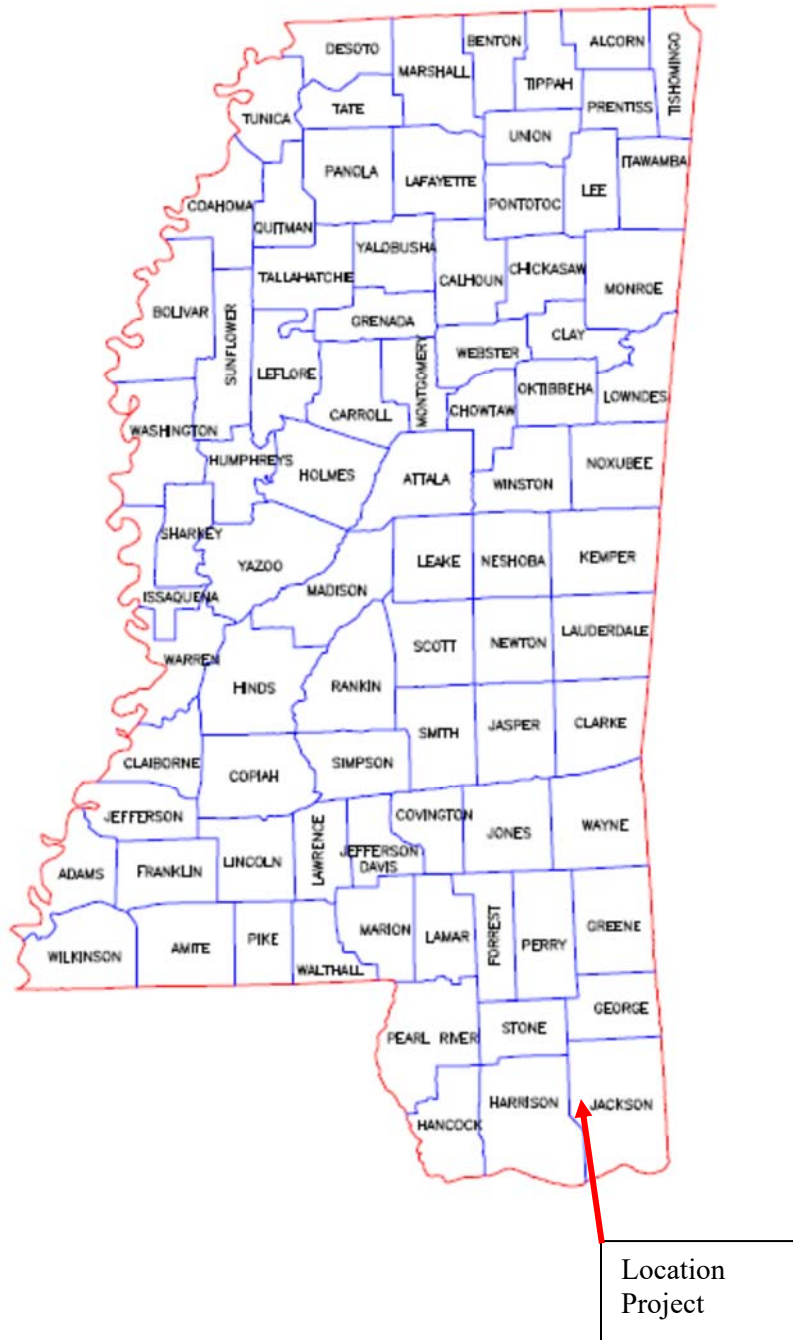 DESOTO
BENTON
ALCORN
MARSHALL
TIPPAH
TISHOMINGO
TUNICA
TATE
PRENTISS
UNION
PANOLA
LAFAYETTE
ITAWAMBA
COAHOMA
QUITMAN
PONTOTOC
LEE
YALOBUSHA
TALLAHATCHIE
CALHOUN
CHICKASAW
MONROE
BOLIVAR
SUNFLOWER
GRENADA
CLAY
LEFLORE
MONTGOMERY
WEBSTER
OKTIBBEHA
LOWNDES
CARROLL
CHOWTAW
WASHINGTON
HUMPHREYS
HOLMES
ATTALA
WINSTON
NOXUBEE
SHARKEY
YAZOO
LEAKE
NESHOBA
KEMPER
ISSAQUENA
MADISON
WARREN
SCOTT
NEWTON
LAUDERDALE
HINDS
RANKIN
SMITH
JASPER
CLARKE
CLAIBORNE
COPIAH
SIMPSON
JEFFERSON
LAWRENCE
COVINGTON
JONES
WAYNE
ADAMS
FRANKLIN
LINCOLN
JEFFERSON
DAVIS
WILKINSON
AMITE
PIKE
WALTHALL
MARION
LAMAR
FORREST
PERRY
GREENE
PEARL RIVER
STONE
GEORGE
HANCOCK
HARRISON
JACKSON
Location
Project